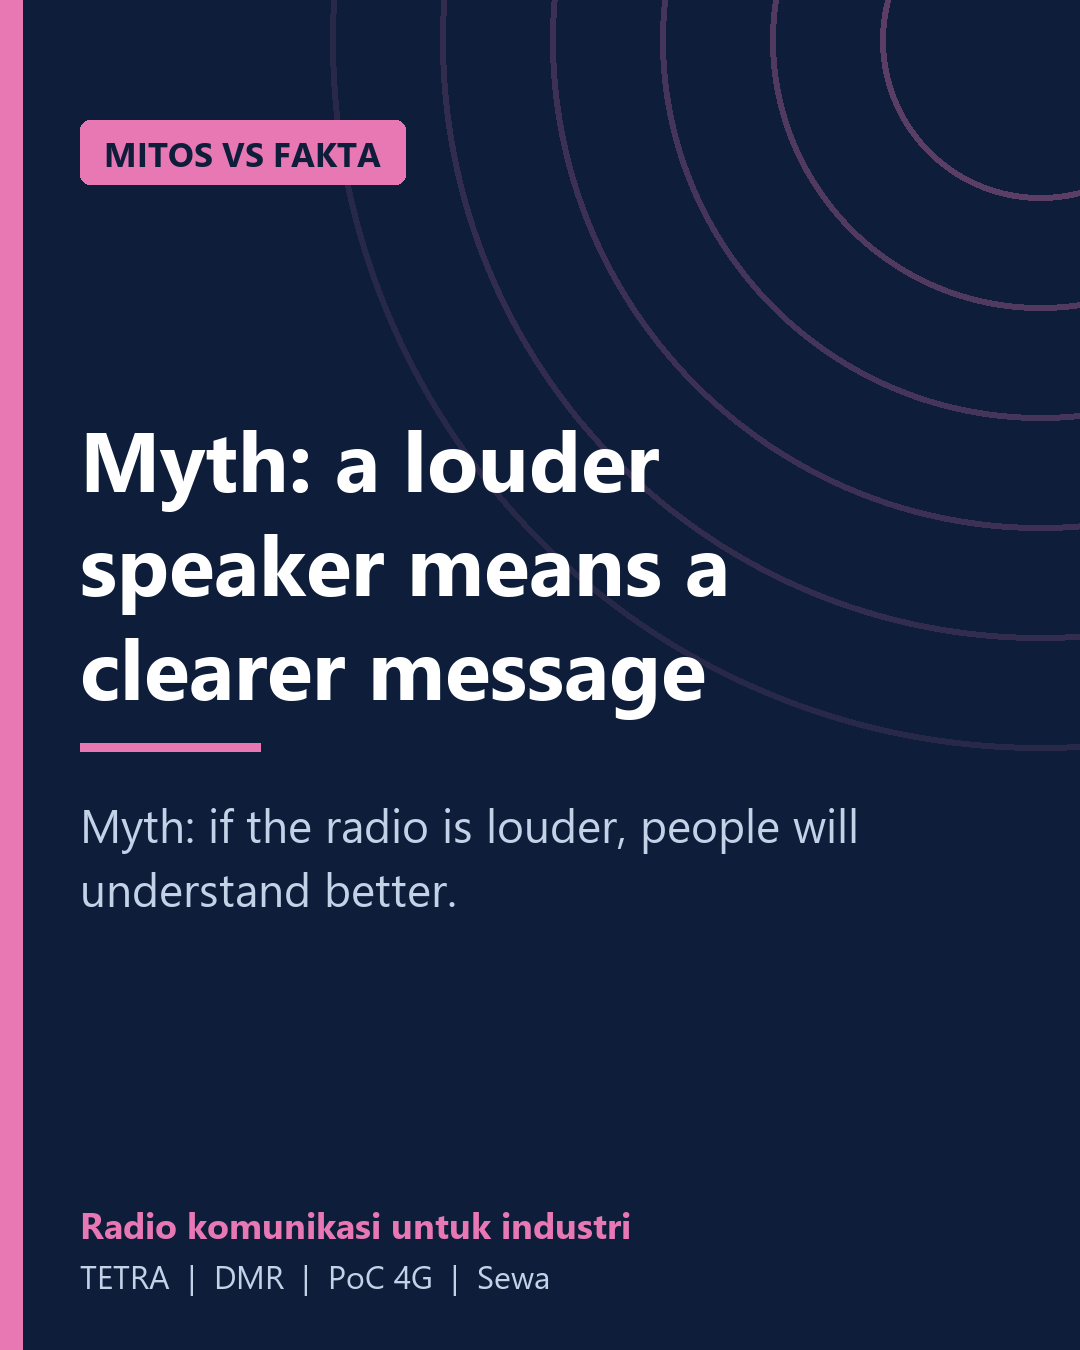 MITOS VS FAKTA
Myth: a louder
speaker means a
clearer message
Myth: if the radio is louder, people will
understand better.
Radio komunikasi untuk industri
TETRA | DMR | PoC 4G | Sewa